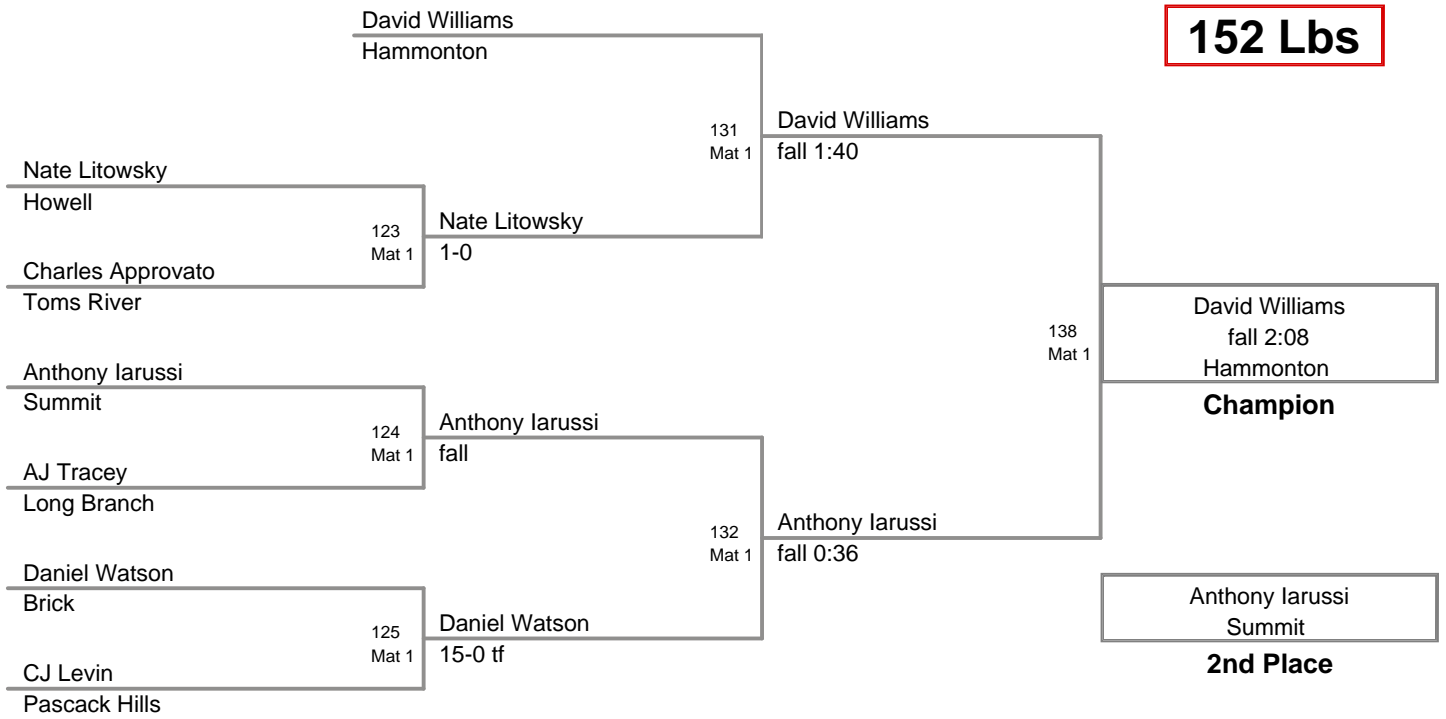 David Williams
Hammonton
152 Lbs
131
Mat 1
David Williams
fall 1:40
Nate Litowsky
Howell
123
Mat 1
Nate Litowsky
1-0
Charles Approvato
Toms River
138
Mat 1
David Williams
fall 2:08
Hammonton
Champion
Anthony Iarussi
Summit
124
Mat 1
Anthony Iarussi
fall
AJ Tracey
Long Branch
132
Mat 1
Anthony Iarussi
fall 0:36
Daniel Watson
Brick
125
Mat 1
Daniel Watson
15-0 tf
CJ Levin
Pascack Hills
Anthony Iarussi
Summit
2nd Place